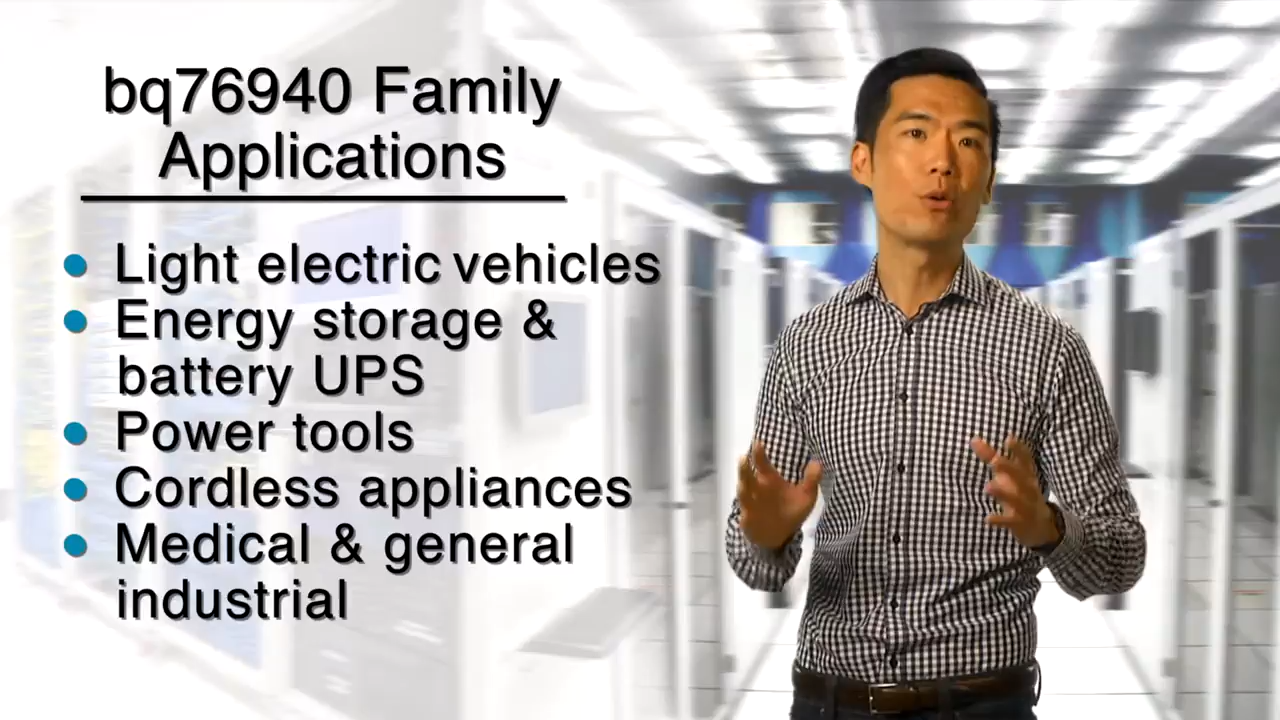 bq76940 Family
Applications
Light electric vehicles
Energy storage &
battery UPS
Power tools
Cordless appliances
Medical & general
industrial